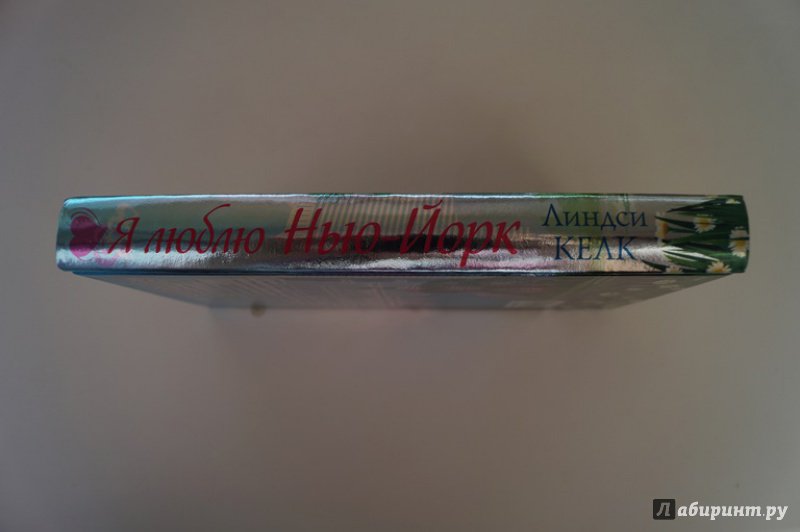 Я люблю Нью Йорк
Линдси
КЕЛК
Лабиринт.ру